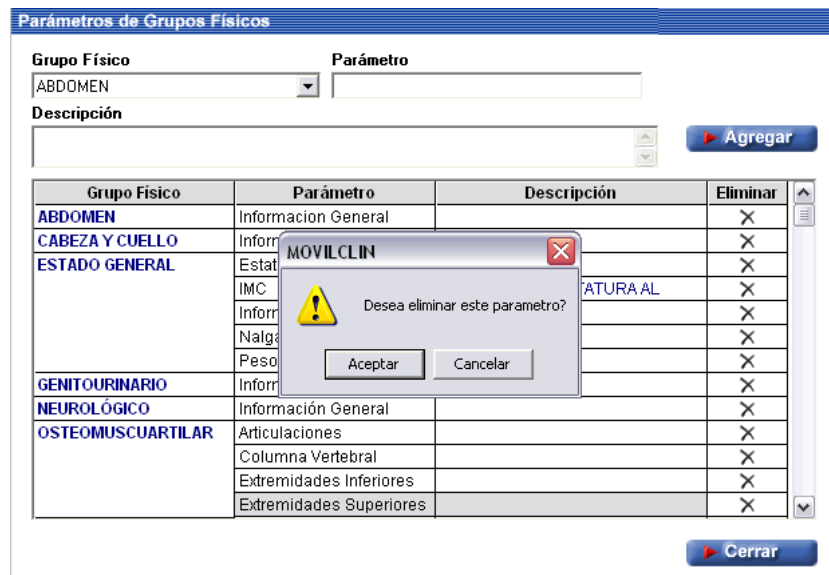 Parámetros de Grupos Físicos
Grupo Físico Parámetro
ABDOMEN
Descripción
Agregar
Grupo Físico Parámetro Descripción Eliminar
ABDOMEN Informacion General
CABEZA Y CUELLO
ESTADO GENERAL
IMC TATURA AL
Peso
GENITOURINARIO
NEUROLÓGICO Información General
OSTEOMUSCUARTILAR Articulaciones
Columna Vertebral
Extremidades Inferiores
Extremidades Superiores
MOVILCLIN
Desea eliminar este parametro?
Aceptar Cancelar
Cerrar